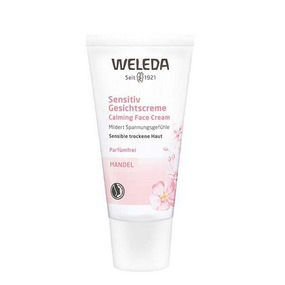 WELEDA
Seit 1921
Sensitiv
Gesichtscreme
Calming Face Cream
Mildert Spannungsgefühle
Sensible trockene Haut
Parfümfrei
MANDEL